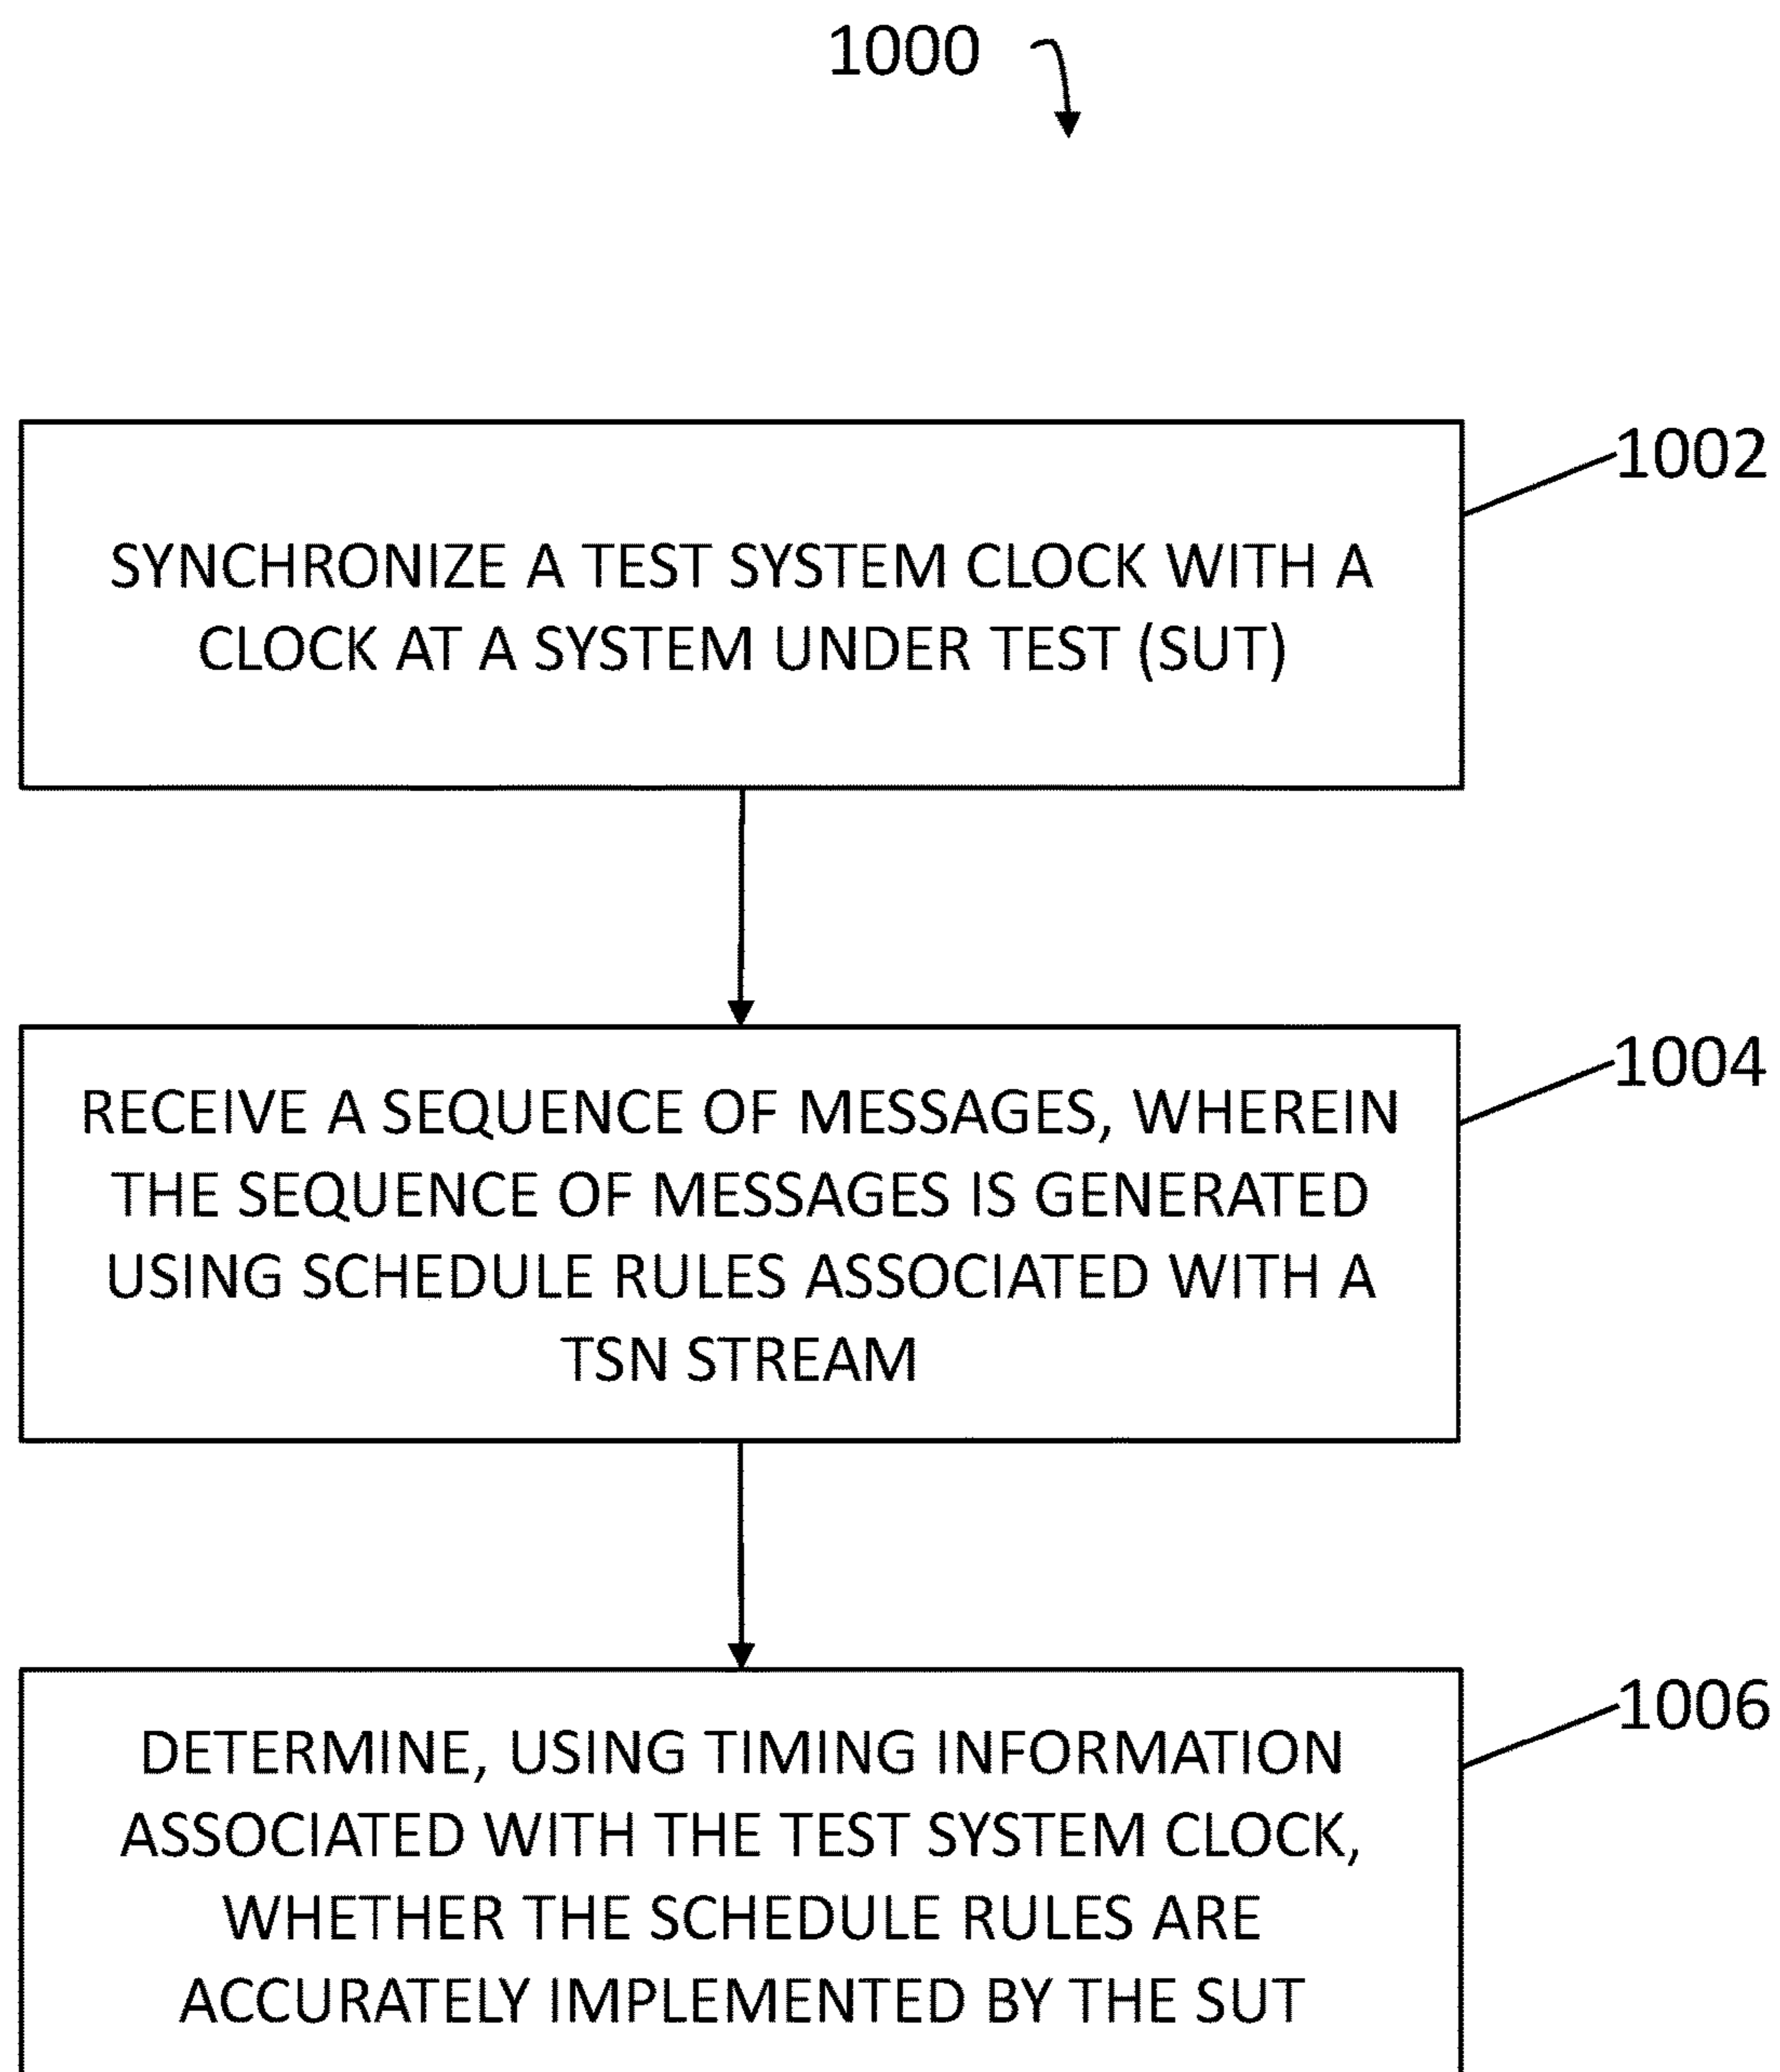 1000
1002
SYNCHRONIZE A TEST SYSTEM CLOCK WITH A
CLOCK AT A SYSTEM UNDER TEST (SUT)
1004
RECEIVE A SEQUENCE OF MESSAGES, WHEREIN
THE SEQUENCE OF MESSAGES IS GENERATED
USING SCHEDULE RULES ASSOCIATED WITH A
TSN STREAM
1006
DETERMINE, USING TIMING INFORMATION
ASSOCIATED WITH THE TEST SYSTEM CLOCK,
WHETHER THE SCHEDULE RULES ARE
ACCURATELY IMPLEMENTED BY THE SUT